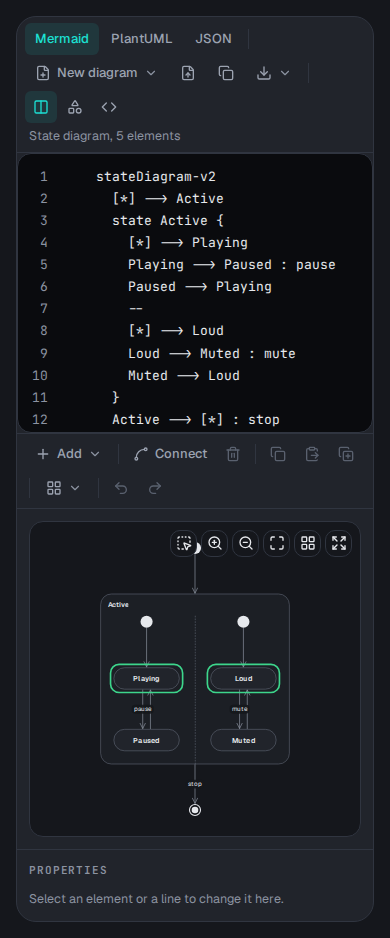 Mermaid PlantUML JSON
New diagram
State diagram, 5 elements
1 stateDiagram-v2
2 [*] --> Active
3 state Active {
4 [*] --> Playing
5 Playing --> Paused : pause
6 Paused --> Playing
7 --
8 [*] --> Loud
9 Loud --> Muted : mute
10 Muted --> Loud
11 }
12 Active --> [*] : stop
Add Connect
Active
Playing Loud
pause mute
Paused Muted
stop
PROPERTIES
Select an element or a line to change it here.